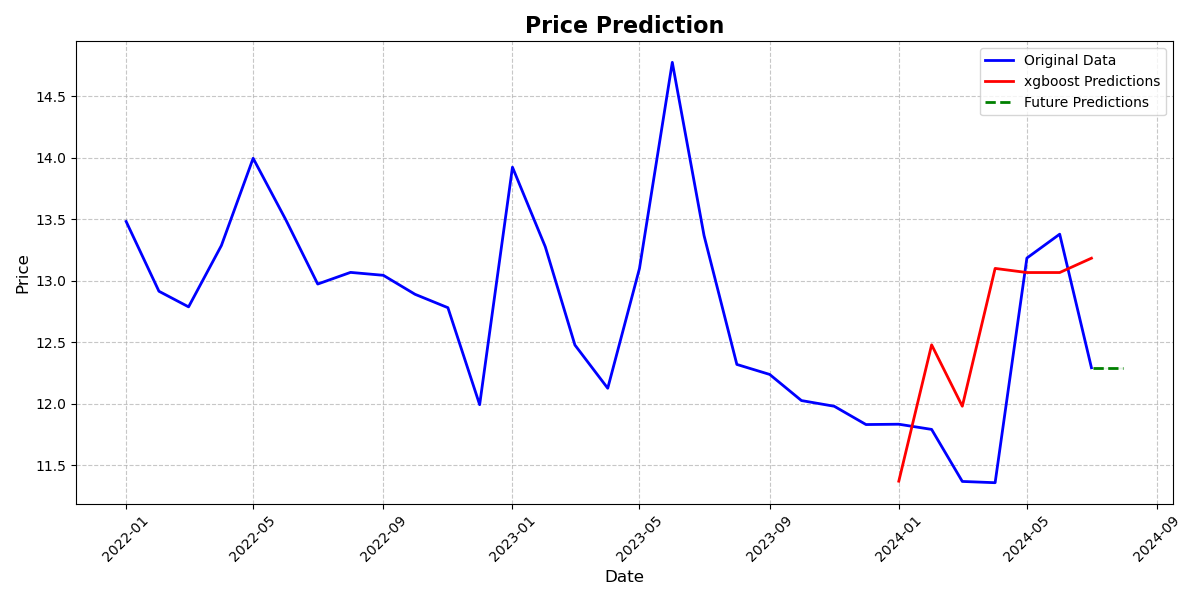 Price Prediction
Original Data
xgboost Predictions
Future Predictions
Price
14.5
14.0
13.5
13.0
12.5
12.0
11.5
2022-01
2022-05
2022-09
2023-01
2023-05
2023-09
2024-01
2024-05
2024-09
Date